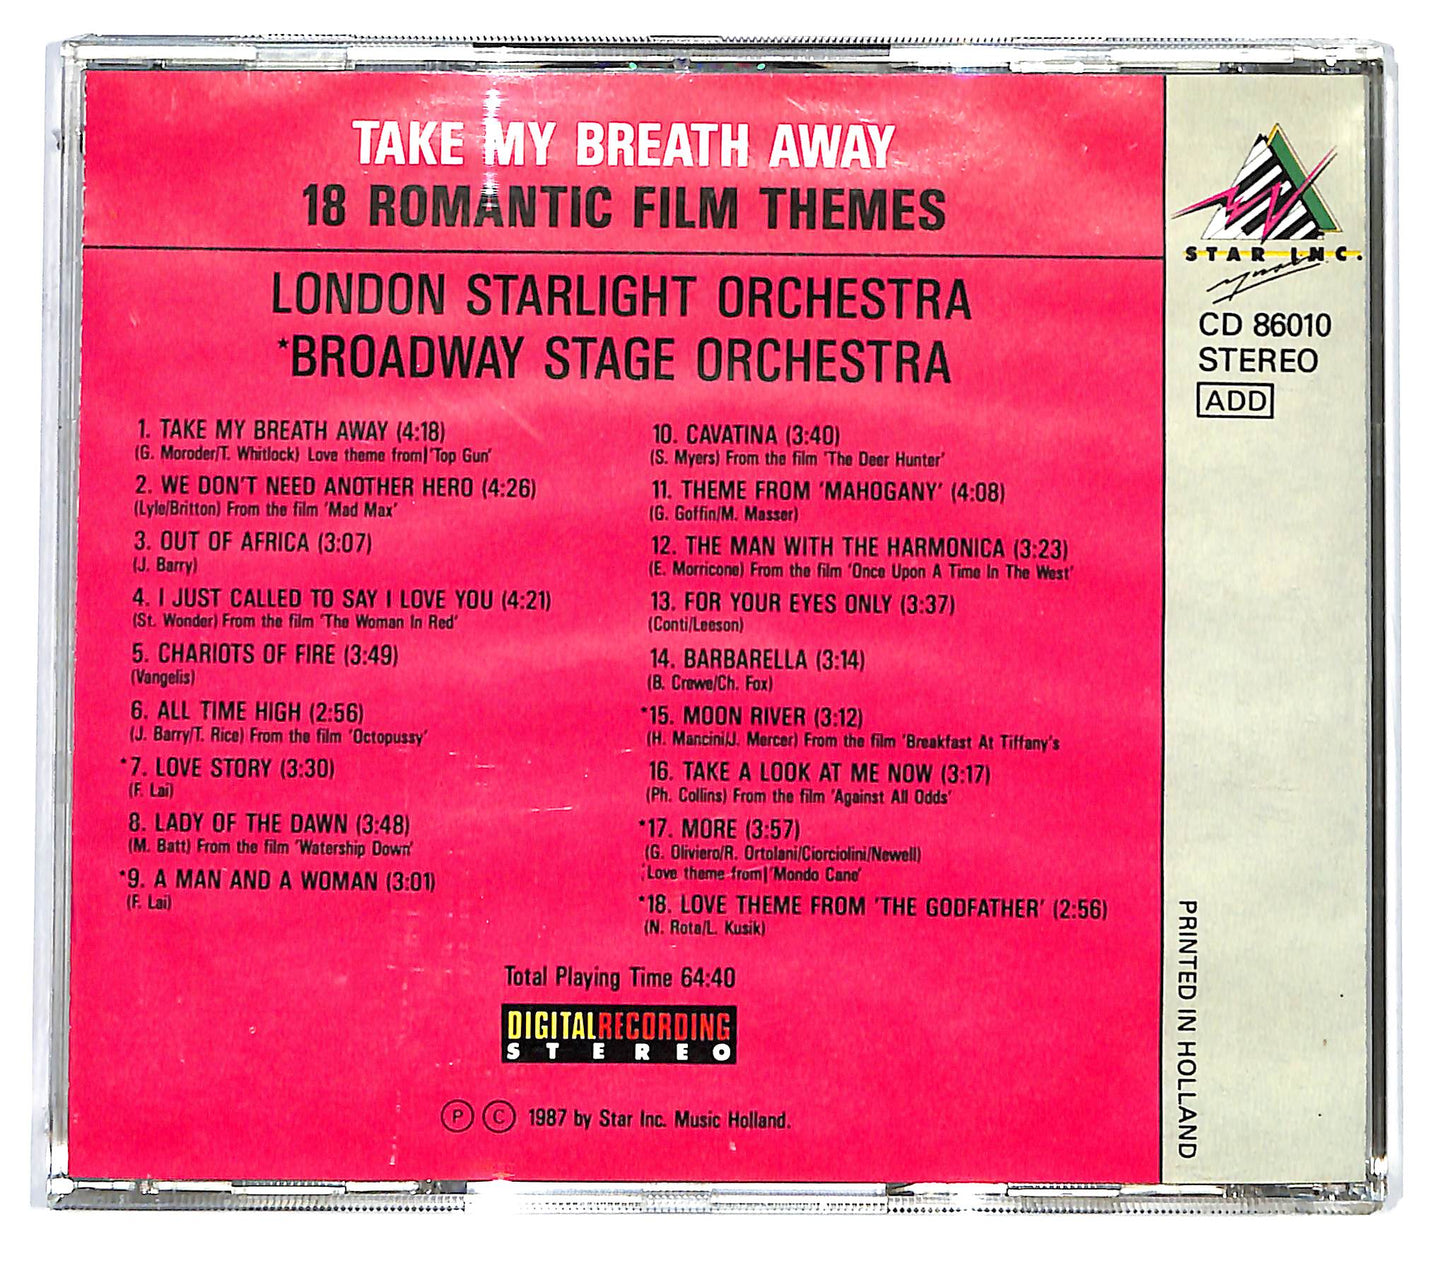 TAKE MY BREATH AWAY
18 ROMANTIC FILM THEMES
LONDON STARLIGHT ORCHESTRA
*BROADWAY STAGE ORCHESTRA
1. TAKE MY BREATH AWAY (4:18)
(G. Moroder/T. Whitlock) Love theme from 'Top Gun'
2. WE DON'T NEED ANOTHER HERO (4:26)
(Lyle/Britton) From the film 'Mad Max'
3. OUT OF AFRICA (3:07)
(J. Barry)
4. I JUST CALLED TO SAY I LOVE YOU (4:21)
(St. Wonder) From the film 'The Woman In Red'
5. CHARIOTS OF FIRE (3:49)
(Vangelis)
6. ALL TIME HIGH (2:56)
(J. Barry/T. Rice) From the film 'Octopussy'
*7. LOVE STORY (3:30)
(F. Lai)
8. LADY OF THE DAWN (3:48)
(M. Batt) From the film 'Watership Down'
*9. A MAN AND A WOMAN (3:01)
(F. Lai)
10. CAVATINA (3:40)
(S. Myers) From the film 'The Deer Hunter'
11. THEME FROM 'MAHOGANY' (4:08)
(G. Goffin/M. Masser)
12. THE MAN WITH THE HARMONICA (3:23)
(E. Morricone) From the film 'Once Upon A Time In The West'
13. FOR YOUR EYES ONLY (3:37)
(Conti/Leeson)
14. BARBARELLA (3:14)
(B. Crewe/Ch. Fox)
*15. MOON RIVER (3:12)
(H. Mancini/J. Mercer) From the film 'Breakfast At Tiffany's
16. TAKE A LOOK AT ME NOW (3:17)
(Ph. Collins) From the film 'Against All Odds'
*17. MORE (3:57)
(G. Oliviero/R. Ortolani/Ciorciolini/Newell)
Love theme from 'Mondo Cane'
*18. LOVE THEME FROM 'THE GODFATHER' (2:56)
(N. Rota/L. Kusik)
Total Playing Time 64:40
DIGITAL RECORDING
STEREO
Ⓟ Ⓒ 1987 by Star Inc. Music Holland.
STAR INC.
Music
CD 86010
STEREO
ADD
PRINTED IN HOLLAND